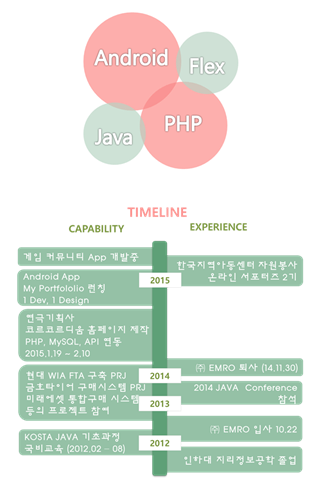 Android
Flex
Java
PHP
TIMELINE
CAPABILITY
EXPERIENCE
게임 커뮤니티 App 개발중
한국지역아동센터 자원봉사
온라인 서포터즈 2기
2015
Android App
My Portfololio 런칭
1 Dev, 1 Design
연극기획사
코르코르디움 홈페이지 제작
PHP, MySQL, API 연동
2015.1,19 – 2.10
㈜ EMRO 퇴사 (14,11.30)
2014
현대 WIA FTA 구축 PRJ
금호타이어 구매시스템 PRJ
미래에셋 통합구매 시스템
등의 프로젝트 참여
2014 JAVA Conference
참석
2013
㈜ EMRO 입사 10.22
2012
KOSTA JAVA 기초과정
국비교육 (2012,02 – 08)
인하대 지리정보공학 졸업